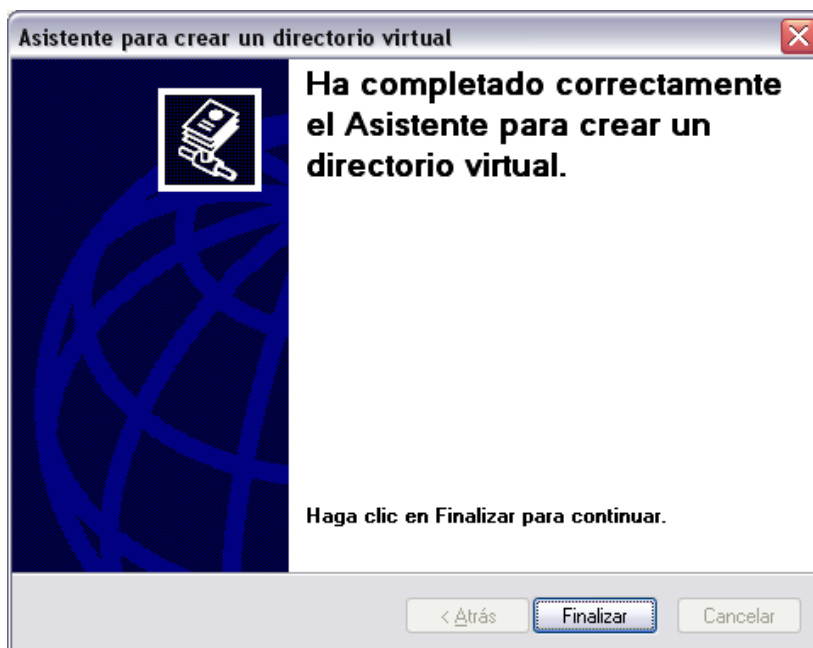 Asistente para crear un directorio virtual
Ha completado correctamente
el Asistente para crear un
directorio virtual.
Haga clic en Finalizar para continuar.
< Atrás
Finalizar
Cancelar